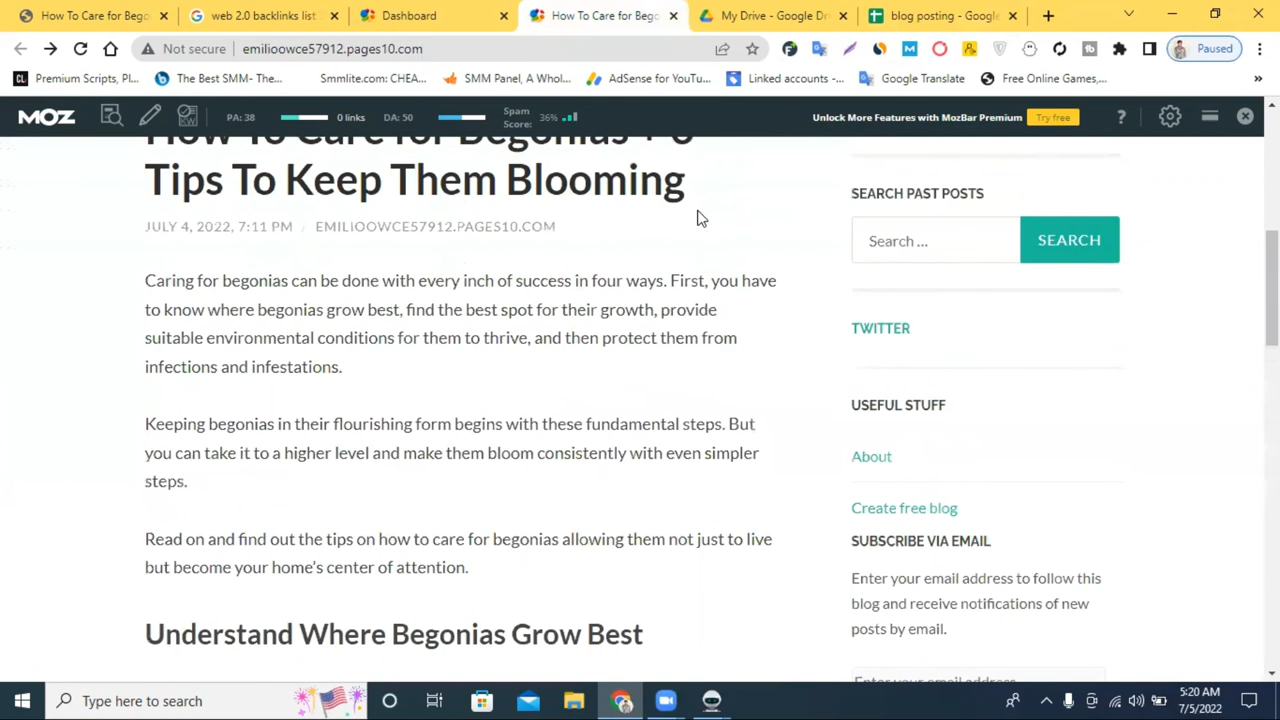 How To Care for Bego
web 2.0 backlinks list
Dashboard
How To Care for Bego
My Drive - Google Dr
blog posting - Google
Not secure
emilioowce57912.pages10.com
Paused
Premium Scripts, Pl...
The Best SMM- The...
Smmlite.com: CHEA...
SMM Panel, A Whol...
AdSense for YouTu...
Linked accounts -...
Google Translate
Free Online Games,...
MOZ
PA: 38
0 links
DA: 50
Spam Score: 36%
Unlock More Features with MozBar Premium
Try free
How To Care for Begonias + 6
Tips To Keep Them Blooming
JULY 4, 2022, 7:11 PM / EMILIOOWCE57912.PAGES10.COM
Caring for begonias can be done with every inch of success in four ways. First, you have
to know where begonias grow best, find the best spot for their growth, provide
suitable environmental conditions for them to thrive, and then protect them from
infections and infestations.
Keeping begonias in their flourishing form begins with these fundamental steps. But
you can take it to a higher level and make them bloom consistently with even simpler
steps.
Read on and find out the tips on how to care for begonias allowing them not just to live
but become your home's center of attention.
Understand Where Begonias Grow Best
SEARCH PAST POSTS
Search ...
SEARCH
TWITTER
USEFUL STUFF
About
Create free blog
SUBSCRIBE VIA EMAIL
Enter your email address to follow this
blog and receive notifications of new
posts by email.
Enter your email address
Type here to search
5:20 AM
7/5/2022